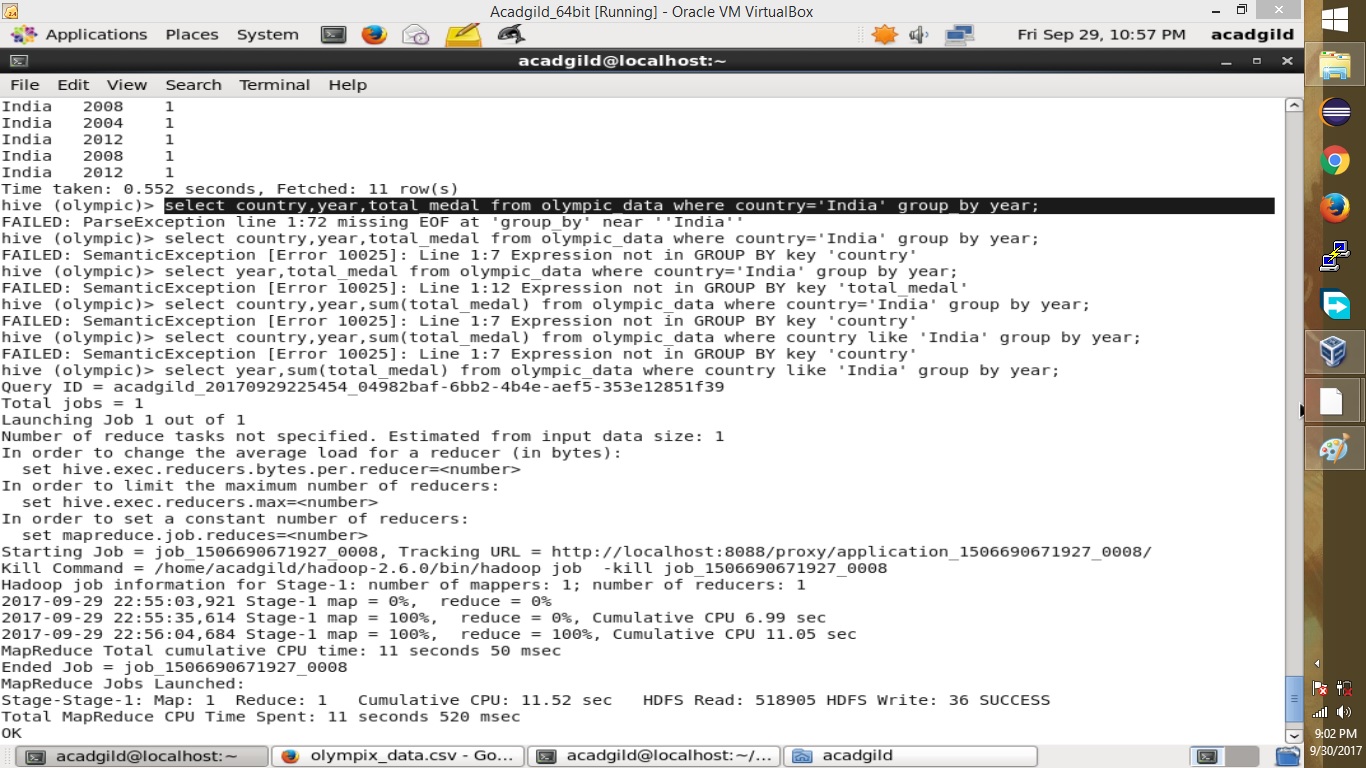 Acadgild_64bit [Running] - Oracle VM VirtualBox
Applications Places System Fri Sep 29, 10:57 PM acadgild
acadgild@localhost:~
File Edit View Search Terminal Help
India 2008 1
India 2004 1
India 2012 1
India 2008 1
India 2012 1
Time taken: 0.552 seconds, Fetched: 11 row(s)
hive (olympic)> select country,year,total_medal from olympic_data where country='India' group_by year;
FAILED: ParseException line 1:72 missing EOF at 'group_by' near ''India''
hive (olympic)> select country,year,total_medal from olympic_data where country='India' group by year;
FAILED: SemanticException [Error 10025]: Line 1:7 Expression not in GROUP BY key 'country'
hive (olympic)> select year,total_medal from olympic_data where country='India' group by year;
FAILED: SemanticException [Error 10025]: Line 1:12 Expression not in GROUP BY key 'total_medal'
hive (olympic)> select country,year,sum(total_medal) from olympic_data where country='India' group by year;
FAILED: SemanticException [Error 10025]: Line 1:7 Expression not in GROUP BY key 'country'
hive (olympic)> select country,year,sum(total_medal) from olympic_data where country like 'India' group by year;
FAILED: SemanticException [Error 10025]: Line 1:7 Expression not in GROUP BY key 'country'
hive (olympic)> select year,sum(total_medal) from olympic_data where country like 'India' group by year;
Query ID = acadgild_20170929225454_04982baf-6bb2-4b4e-aef5-353e12851f39
Total jobs = 1
Launching Job 1 out of 1
Number of reduce tasks not specified. Estimated from input data size: 1
In order to change the average load for a reducer (in bytes):
  set hive.exec.reducers.bytes.per.reducer=<number>
In order to limit the maximum number of reducers:
  set hive.exec.reducers.max=<number>
In order to set a constant number of reducers:
  set mapreduce.job.reduces=<number>
Starting Job = job_1506690671927_0008, Tracking URL = http://localhost:8088/proxy/application_1506690671927_0008/
Kill Command = /home/acadgild/hadoop-2.6.0/bin/hadoop job  -kill job_1506690671927_0008
Hadoop job information for Stage-1: number of mappers: 1; number of reducers: 1
2017-09-29 22:55:03,921 Stage-1 map = 0%,  reduce = 0%
2017-09-29 22:55:35,614 Stage-1 map = 100%,  reduce = 0%, Cumulative CPU 6.99 sec
2017-09-29 22:56:04,684 Stage-1 map = 100%,  reduce = 100%, Cumulative CPU 11.05 sec
MapReduce Total cumulative CPU time: 11 seconds 50 msec
Ended Job = job_1506690671927_0008
MapReduce Jobs Launched:
Stage-Stage-1: Map: 1  Reduce: 1   Cumulative CPU: 11.52 sec   HDFS Read: 518905 HDFS Write: 36 SUCCESS
Total MapReduce CPU Time Spent: 11 seconds 520 msec
OK
acadgild@localhost:~ olympix_data.csv - Go... acadgild@localhost:~/... acadgild
9:02 PM
9/30/2017